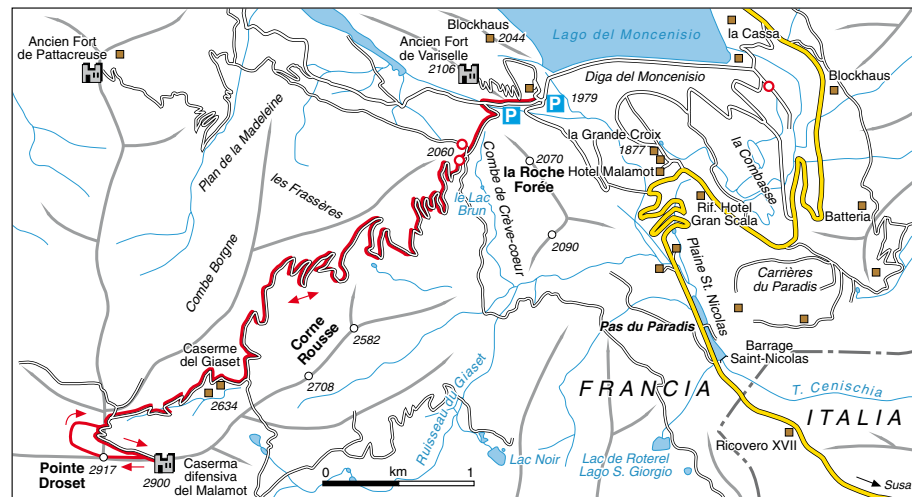 Ancien Fort
de Pattacreuse
Blockhaus
2044
Ancien Fort
de Variselle
2106
Lago del Moncenisio
la Cassa
Blockhaus
Diga del Moncenisio
1979
P
P
Plan de la Madeleine
2060
la Grande Croix
1877
Hotel Malamot
2070
la Roche
Forée
la Combasse
les Frassères
le Lac
Brun
Combe de Crève-coeur
Rif. Hotel
Gran Scala
Batteria
2090
Combe Borgne
Plaine St. Nicolas
Carrières
du Paradis
Corne
Rousse
2582
Pas du Paradis
Barrage
Saint-Nicolas
Caserme
del Giaset
2634
2708
Ruisseau du Giaset
FRANCIA
T. Cenischia
ITALIA
Pointe
Droset
2917
2900
Caserma
difensiva
del Malamot
Lac Noir
Lac de Roterel
Lago S. Giorgio
Ricovero XVII
0
km
1
Susa